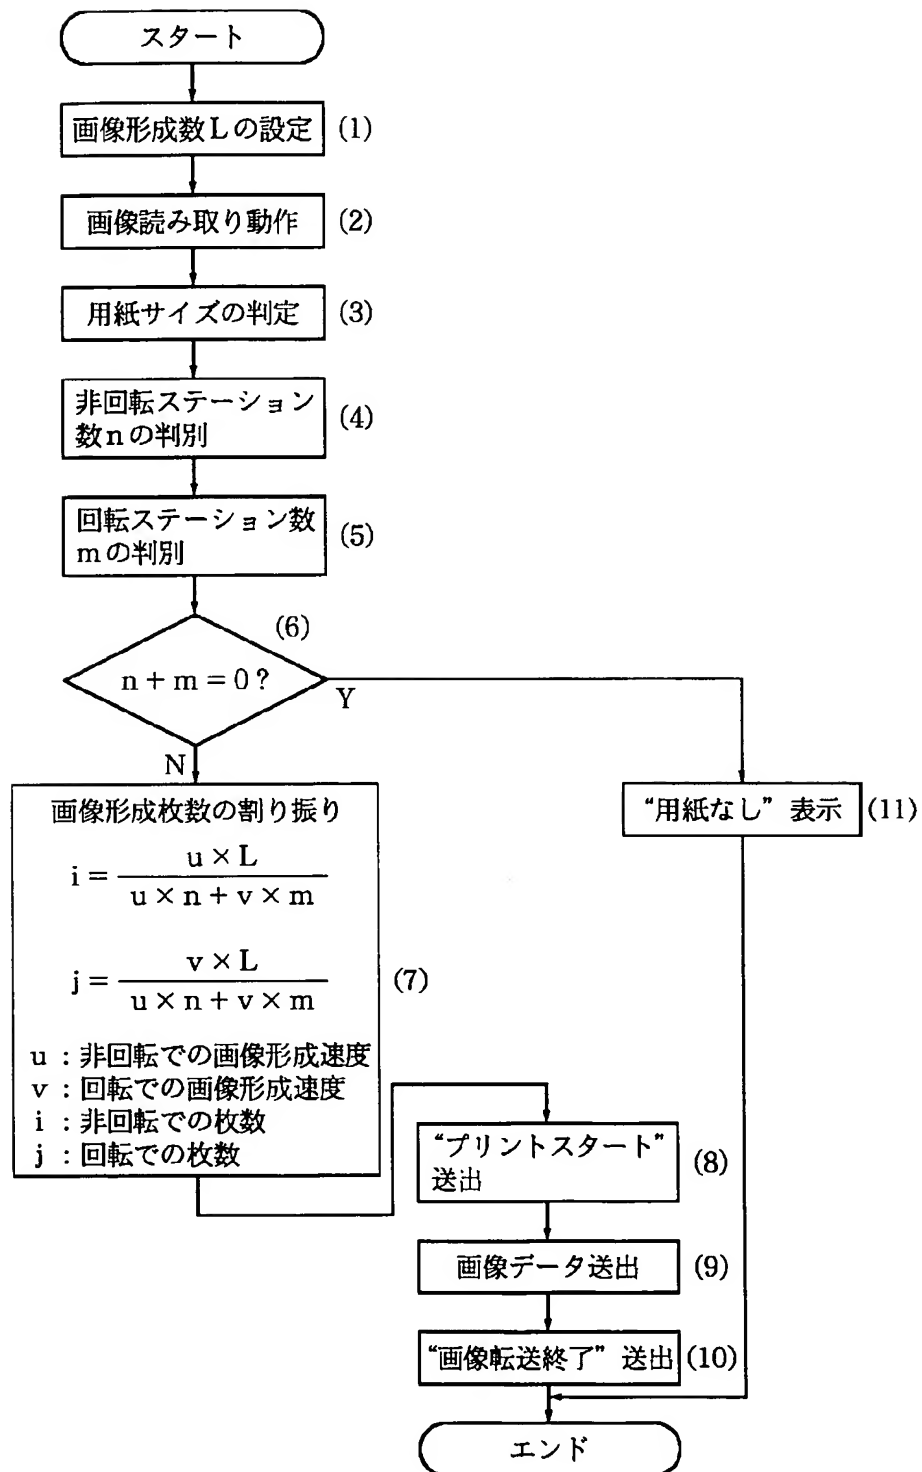 スタート
画像形成数Lの設定 (1)
画像読み取り動作 (2)
用紙サイズの判定 (3)
非回転ステーション
数nの判別 (4)
回転ステーション数
mの判別 (5)
(6)
n+m=0?
Y
N
画像形成枚数の割り振り
i = u×L / u×n+v×m
j = v×L / u×n+v×m
(7)
u:非回転での画像形成速度
v:回転での画像形成速度
i:非回転での枚数
j:回転での枚数
“プリントスタート”
送出 (8)
画像データ送出 (9)
“画像転送終了”送出 (10)
“用紙なし”表示 (11)
エンド